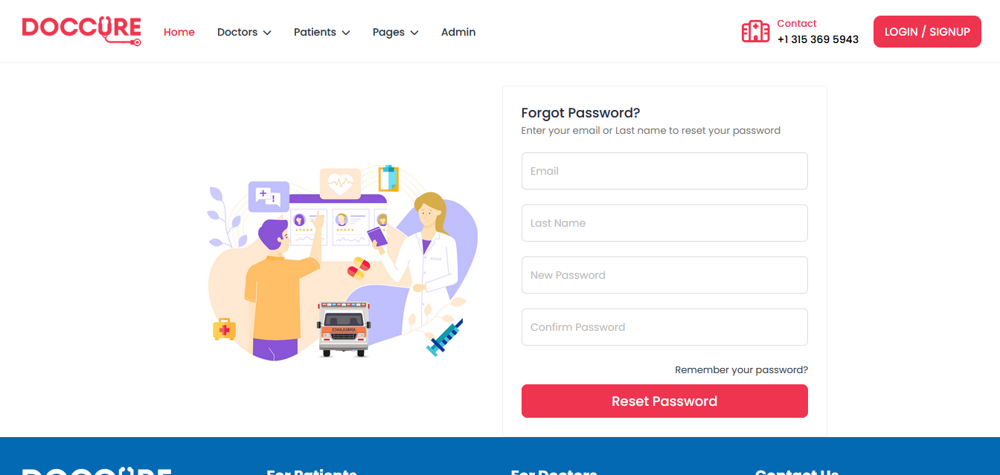 DOCCURE
Home
Doctors
Patients
Pages
Admin
Contact
+1 315 369 5943
LOGIN / SIGNUP
Forgot Password?
Enter your email or Last name to reset your password
Email
Last Name
New Password
Confirm Password
Remember your password?
Reset Password
AMBULANCE
DOCCURE
For Patients
For Doctors
Contact Us